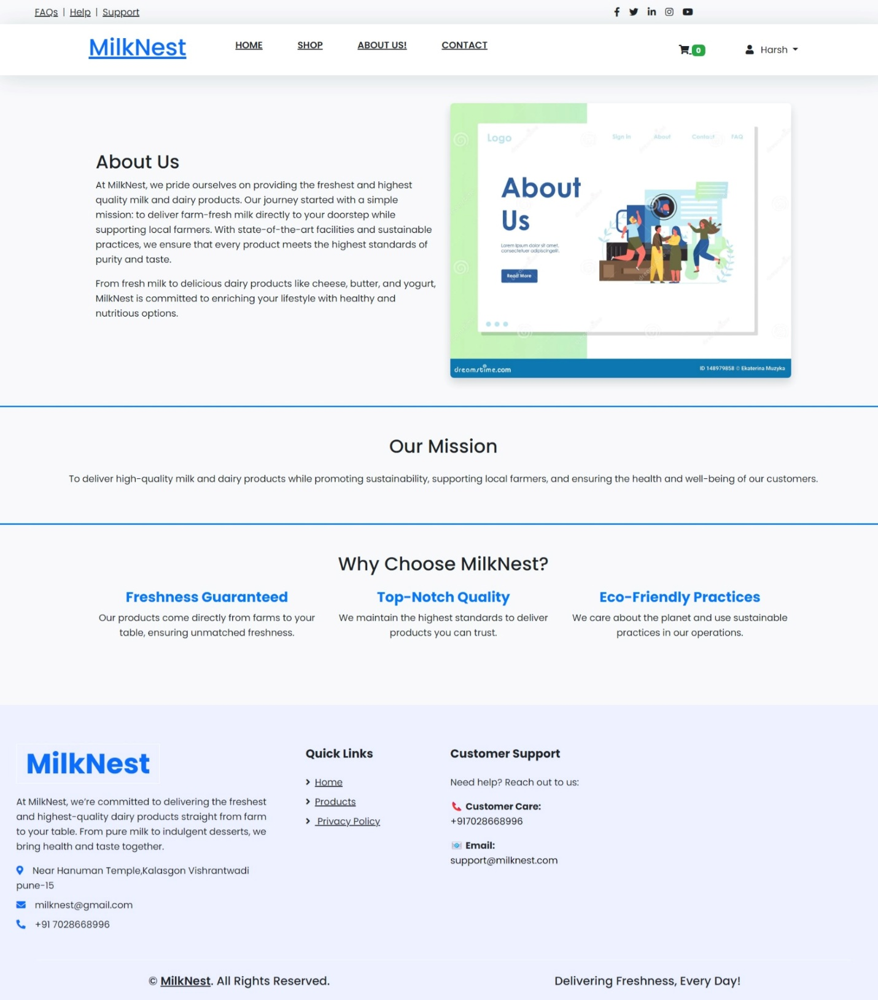 FAQs | Help | Support
MilkNest
HOME
SHOP
ABOUT US!
CONTACT
0
Harsh
About Us
At MilkNest, we pride ourselves on providing the freshest and highest
quality milk and dairy products. Our journey started with a simple
mission: to deliver farm-fresh milk directly to your doorstep while
supporting local farmers. With state-of-the-art facilities and sustainable
practices, we ensure that every product meets the highest standards of
purity and taste.
From fresh milk to delicious dairy products like cheese, butter, and yogurt,
MilkNest is committed to enriching your lifestyle with healthy and
nutritious options.
Logo
Sign In
About
Contact
FAQ
About
Us
Lorem Ipsum dolor sit amet,
consectetuer adipiscingelit.
Read More
dreamstime.com
ID 148979858 © Ekaterina Muzyka
Our Mission
To deliver high-quality milk and dairy products while promoting sustainability, supporting local farmers, and ensuring the health and well-being of our customers.
Why Choose MilkNest?
Freshness Guaranteed
Our products come directly from farms to your
table, ensuring unmatched freshness.
Top-Notch Quality
We maintain the highest standards to deliver
products you can trust.
Eco-Friendly Practices
We care about the planet and use sustainable
practices in our operations.
MilkNest
At MilkNest, we’re committed to delivering the freshest
and highest-quality dairy products straight from farm
to your table. From pure milk to indulgent desserts, we
bring health and taste together.
Near Hanuman Temple,Kalasgon Vishrantwadi
pune-15
milknest@gmail.com
+91 7028668996
Quick Links
Home
Products
Privacy Policy
Customer Support
Need help? Reach out to us:
Customer Care:
+917028668996
Email:
support@milknest.com
© MilkNest. All Rights Reserved.
Delivering Freshness, Every Day!